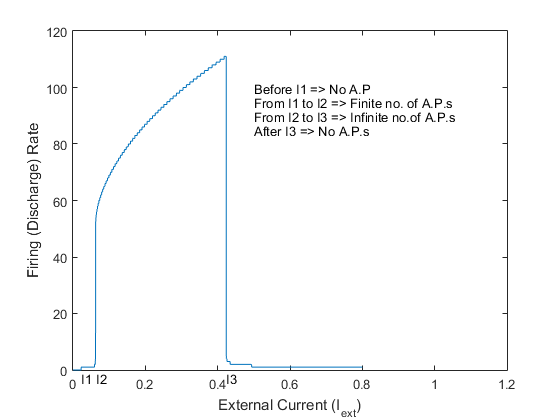 120
100
80
60
40
20
0
Firing (Discharge) Rate
Before I1 => No A.P
From I1 to I2 => Finite no. of A.P.s
From I2 to I3 => Infinite no.of A.P.s
After I3 => No A.P.s
0 0.2 0.4 0.6 0.8 1 1.2
I1 I2 I3
External Current (I_ext)